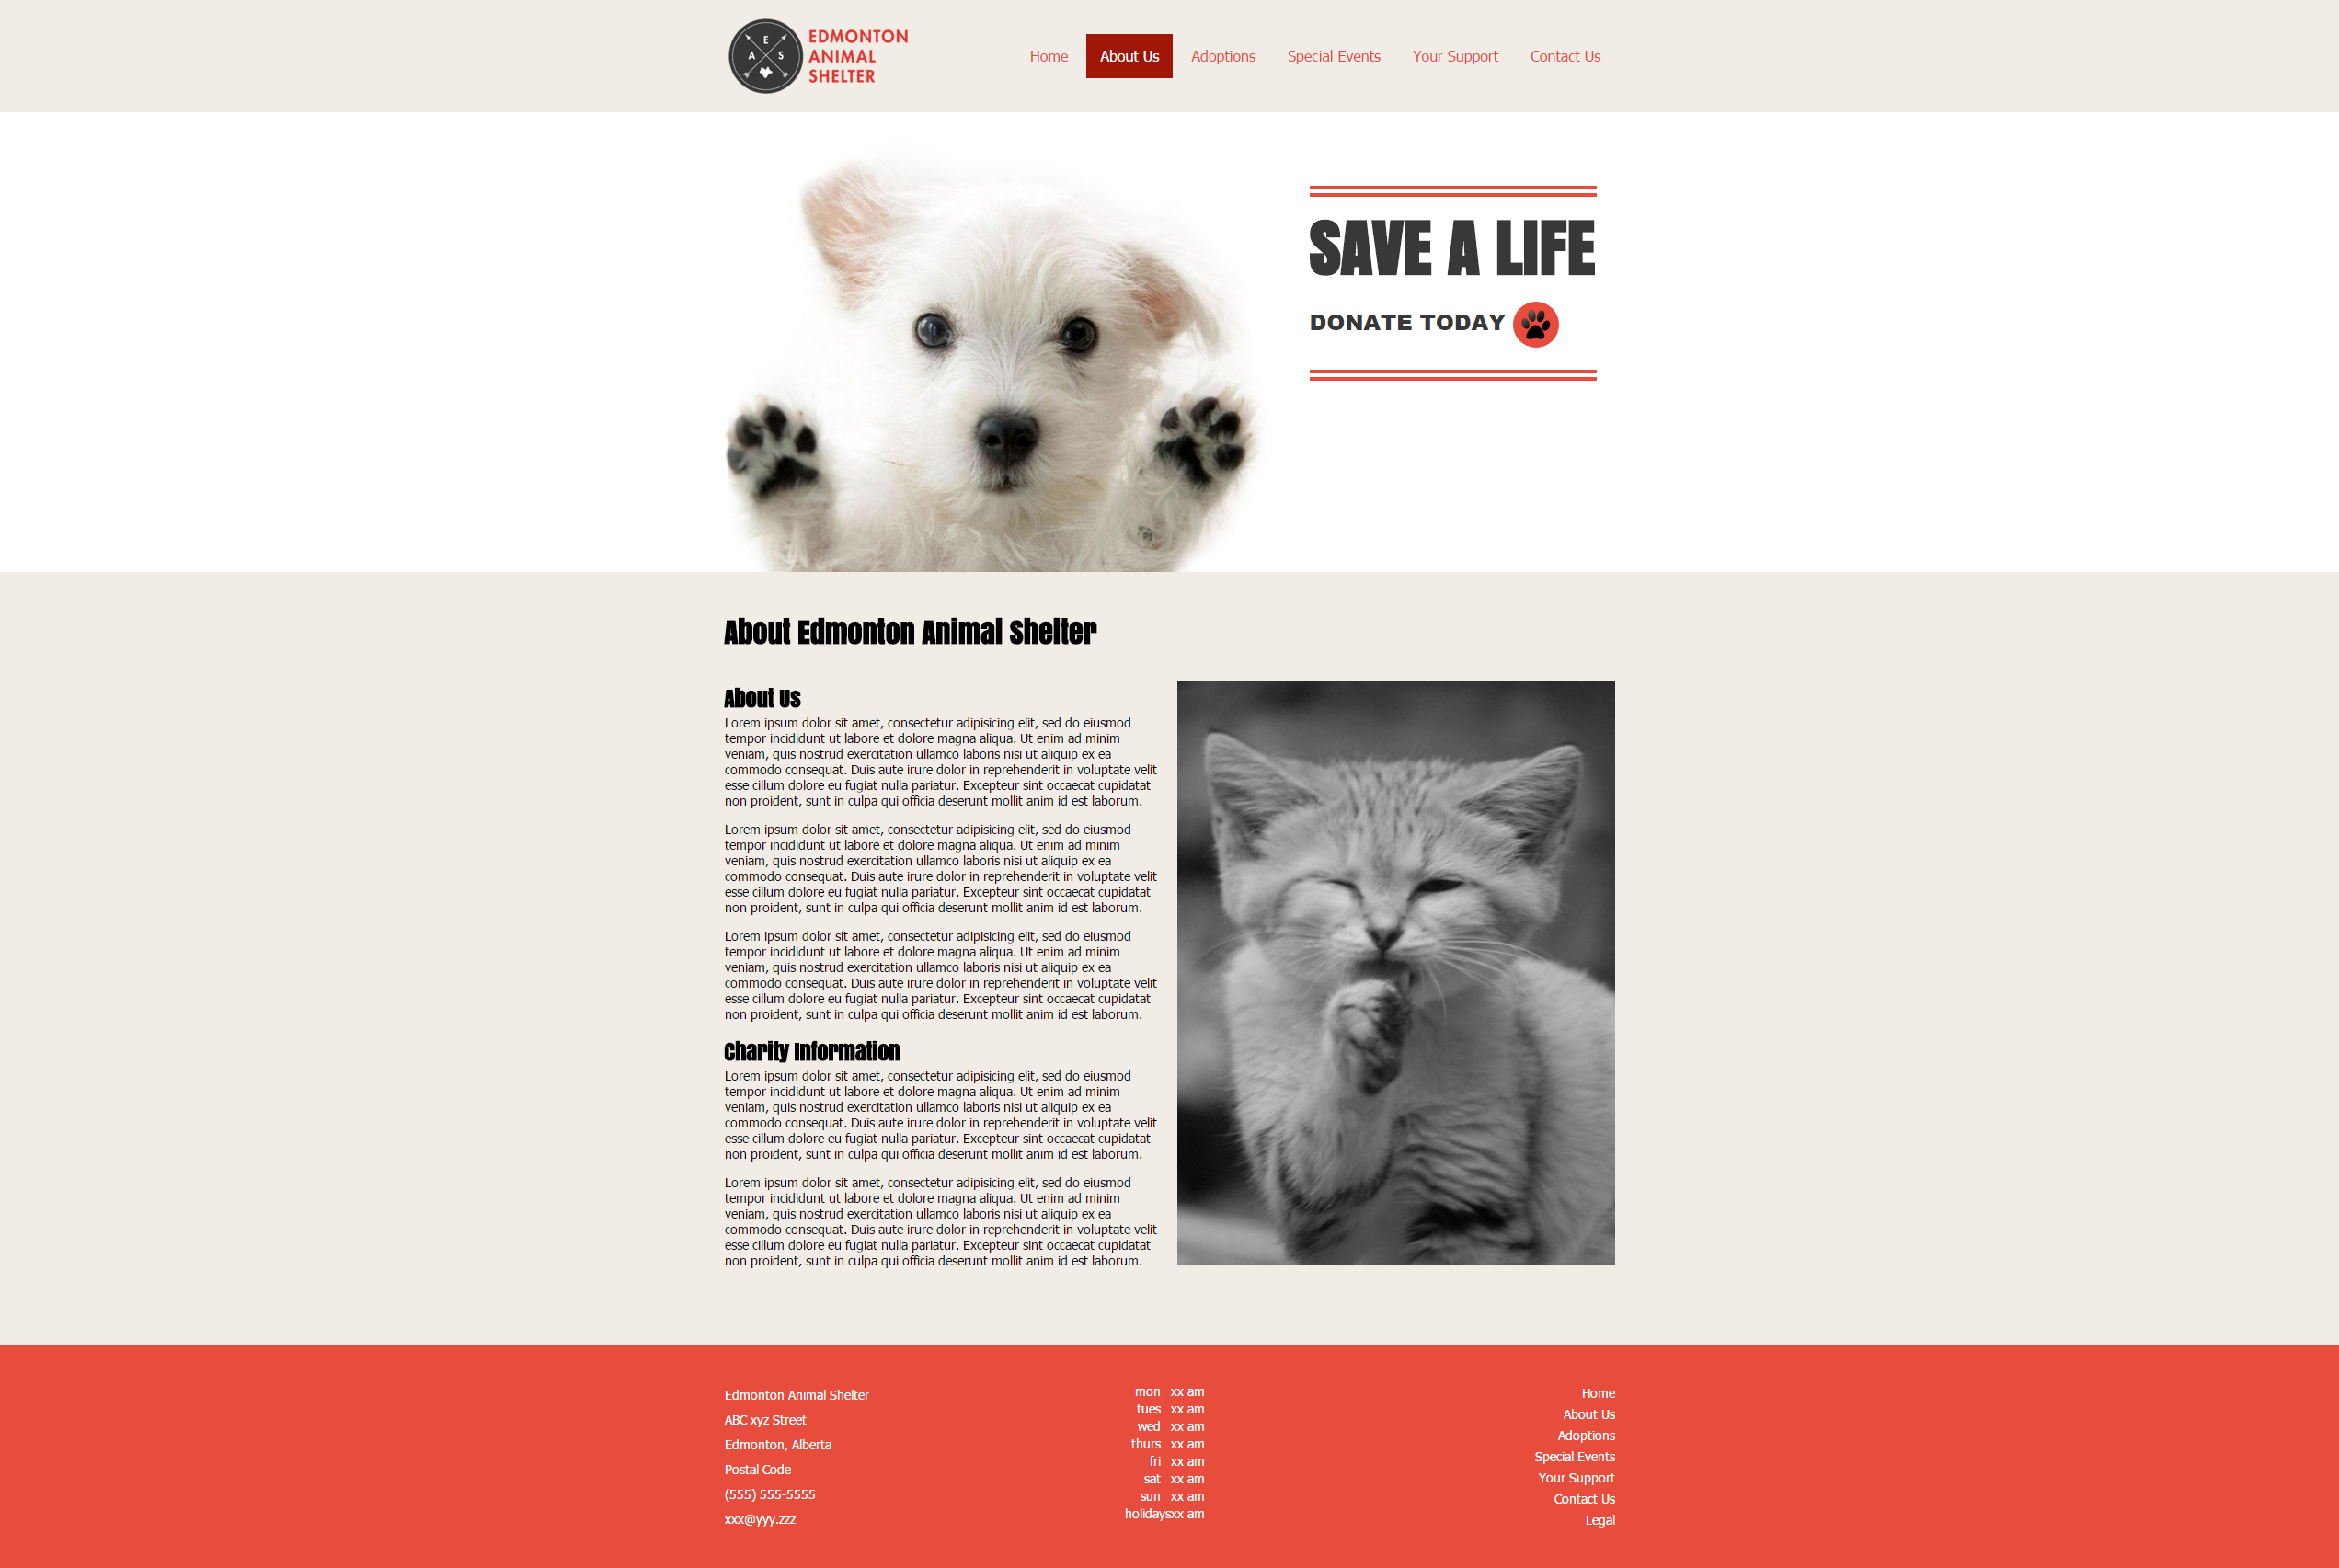 E
A S
EDMONTON
ANIMAL
SHELTER
Home About Us Adoptions Special Events Your Support Contact Us
SAVE A LIFE
DONATE TODAY
About Edmonton Animal Shelter
About Us
Lorem ipsum dolor sit amet, consectetur adipisicing elit, sed do eiusmod
tempor incididunt ut labore et dolore magna aliqua. Ut enim ad minim
veniam, quis nostrud exercitation ullamco laboris nisi ut aliquip ex ea
commodo consequat. Duis aute irure dolor in reprehenderit in voluptate velit
esse cillum dolore eu fugiat nulla pariatur. Excepteur sint occaecat cupidatat
non proident, sunt in culpa qui officia deserunt mollit anim id est laborum.
Lorem ipsum dolor sit amet, consectetur adipisicing elit, sed do eiusmod
tempor incididunt ut labore et dolore magna aliqua. Ut enim ad minim
veniam, quis nostrud exercitation ullamco laboris nisi ut aliquip ex ea
commodo consequat. Duis aute irure dolor in reprehenderit in voluptate velit
esse cillum dolore eu fugiat nulla pariatur. Excepteur sint occaecat cupidatat
non proident, sunt in culpa qui officia deserunt mollit anim id est laborum.
Lorem ipsum dolor sit amet, consectetur adipisicing elit, sed do eiusmod
tempor incididunt ut labore et dolore magna aliqua. Ut enim ad minim
veniam, quis nostrud exercitation ullamco laboris nisi ut aliquip ex ea
commodo consequat. Duis aute irure dolor in reprehenderit in voluptate velit
esse cillum dolore eu fugiat nulla pariatur. Excepteur sint occaecat cupidatat
non proident, sunt in culpa qui officia deserunt mollit anim id est laborum.
Charity Information
Lorem ipsum dolor sit amet, consectetur adipisicing elit, sed do eiusmod
tempor incididunt ut labore et dolore magna aliqua. Ut enim ad minim
veniam, quis nostrud exercitation ullamco laboris nisi ut aliquip ex ea
commodo consequat. Duis aute irure dolor in reprehenderit in voluptate velit
esse cillum dolore eu fugiat nulla pariatur. Excepteur sint occaecat cupidatat
non proident, sunt in culpa qui officia deserunt mollit anim id est laborum.
Lorem ipsum dolor sit amet, consectetur adipisicing elit, sed do eiusmod
tempor incididunt ut labore et dolore magna aliqua. Ut enim ad minim
veniam, quis nostrud exercitation ullamco laboris nisi ut aliquip ex ea
commodo consequat. Duis aute irure dolor in reprehenderit in voluptate velit
esse cillum dolore eu fugiat nulla pariatur. Excepteur sint occaecat cupidatat
non proident, sunt in culpa qui officia deserunt mollit anim id est laborum.
Edmonton Animal Shelter
ABC xyz Street
Edmonton, Alberta
Postal Code
(555) 555-5555
xxx@yyy.zzz
mon xx am
tues xx am
wed xx am
thurs xx am
fri xx am
sat xx am
sun xx am
holidaysxx am
Home
About Us
Adoptions
Special Events
Your Support
Contact Us
Legal